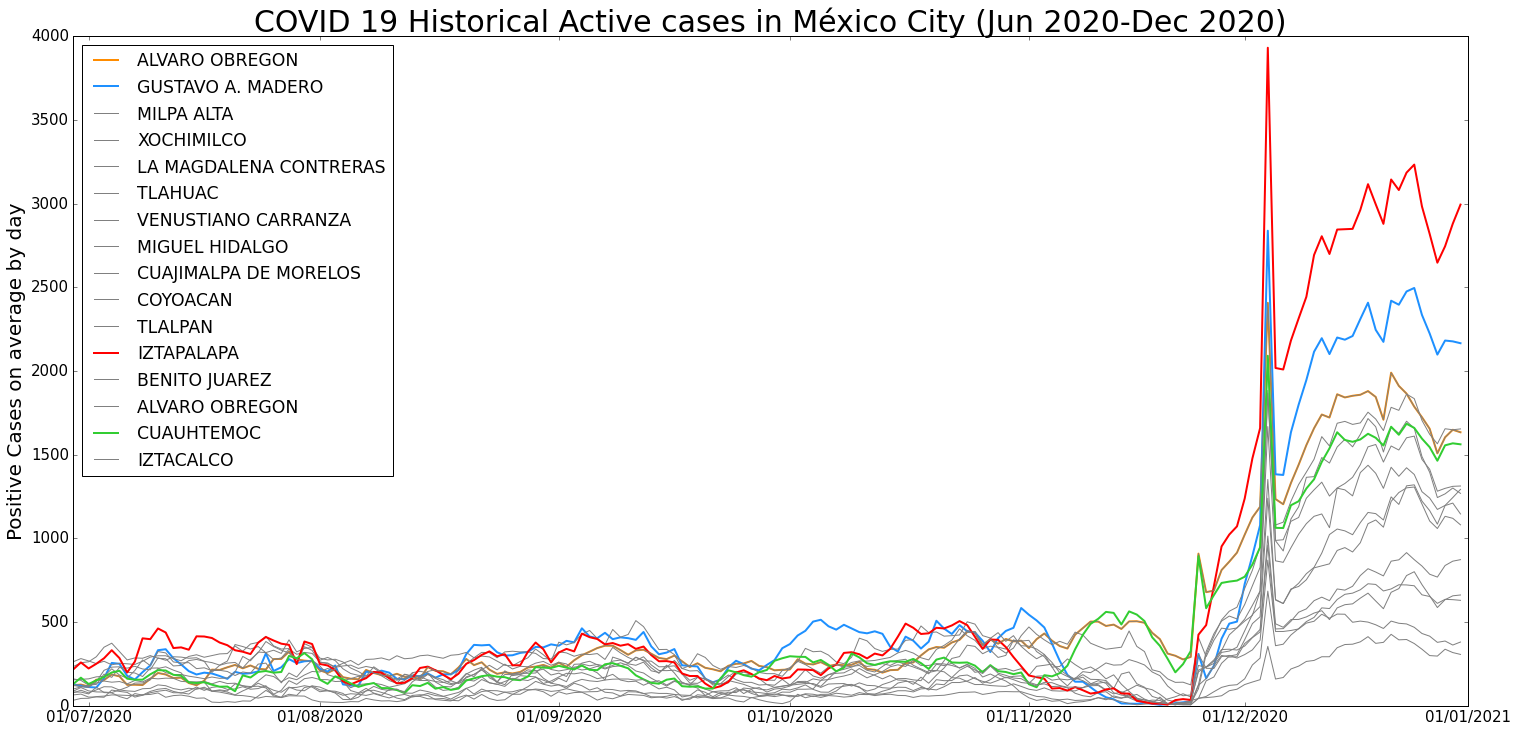 COVID 19 Historical Active cases in México City (Jun 2020-Dec 2020)
Positive Cases on average by day
4000
3500
3000
2500
2000
1500
1000
500
0
ALVARO OBREGON
GUSTAVO A. MADERO
MILPA ALTA
XOCHIMILCO
LA MAGDALENA CONTRERAS
TLAHUAC
VENUSTIANO CARRANZA
MIGUEL HIDALGO
CUAJIMALPA DE MORELOS
COYOACAN
TLALPAN
IZTAPALAPA
BENITO JUAREZ
ALVARO OBREGON
CUAUHTEMOC
IZTACALCO
01/07/2020 01/08/2020 01/09/2020 01/10/2020 01/11/2020 01/12/2020 01/01/2021